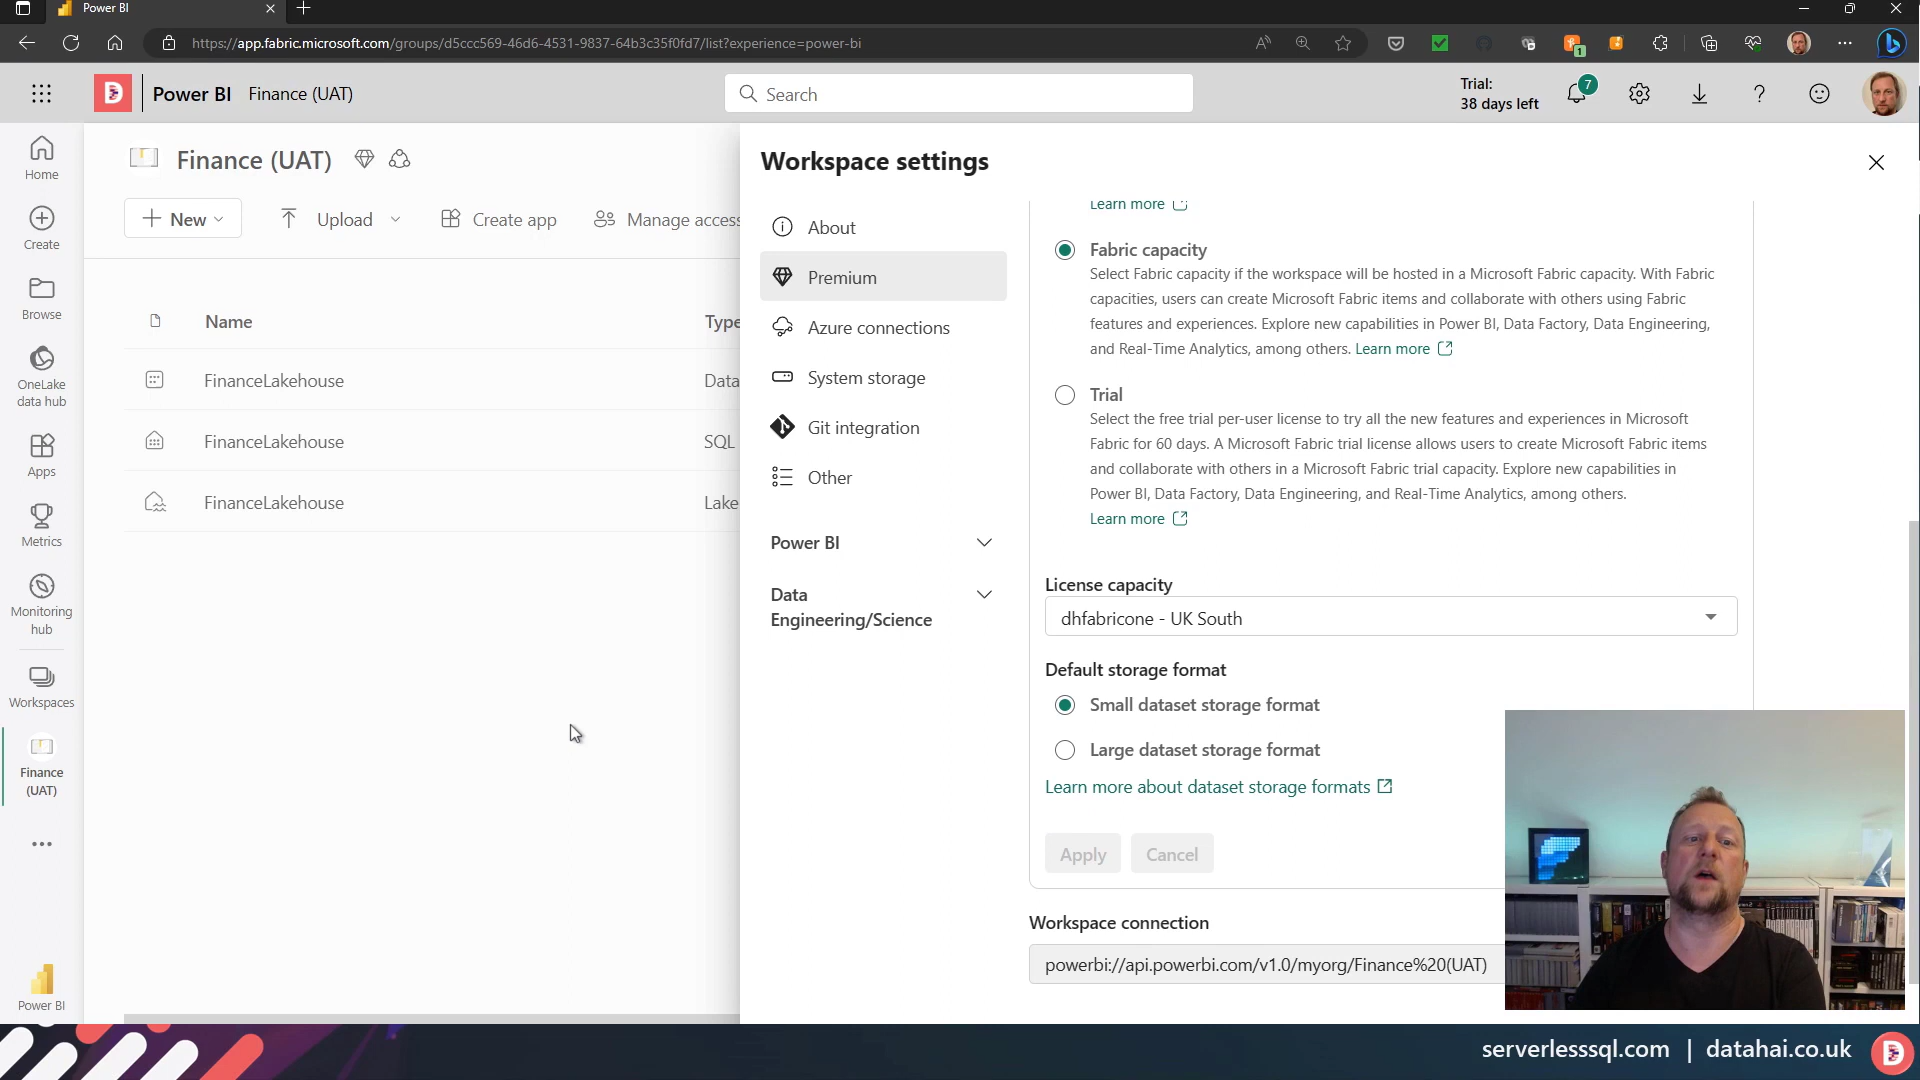 Power BI
https://app.fabric.microsoft.com/groups/d5ccc569-46d6-4531-9837-64b3c35f0fd7/list?experience=power-bi
1
Power BI
Finance (UAT)
Search
Trial:
38 days left
7
Home
Create
Browse
OneLake
data hub
Apps
Metrics
Monitoring
hub
Workspaces
Finance
(UAT)
Power BI
Finance (UAT)
New
Upload
Create app
Manage access
Name
Type
FinanceLakehouse
Data
FinanceLakehouse
SQL
FinanceLakehouse
Lake
Workspace settings
About
Premium
Azure connections
System storage
Git integration
Other
Power BI
Data
Engineering/Science
Learn more
Fabric capacity
Select Fabric capacity if the workspace will be hosted in a Microsoft Fabric capacity. With Fabric
capacities, users can create Microsoft Fabric items and collaborate with others using Fabric
features and experiences. Explore new capabilities in Power BI, Data Factory, Data Engineering,
and Real-Time Analytics, among others. Learn more
Trial
Select the free trial per-user license to try all the new features and experiences in Microsoft
Fabric for 60 days. A Microsoft Fabric trial license allows users to create Microsoft Fabric items
and collaborate with others in a Microsoft Fabric trial capacity. Explore new capabilities in
Power BI, Data Factory, Data Engineering, and Real-Time Analytics, among others.
Learn more
License capacity
dhfabricone - UK South
Default storage format
Small dataset storage format
Large dataset storage format
Learn more about dataset storage formats
Apply
Cancel
Workspace connection
powerbi://api.powerbi.com/v1.0/myorg/Finance%20(UAT)
serverlesssql.com | datahai.co.uk